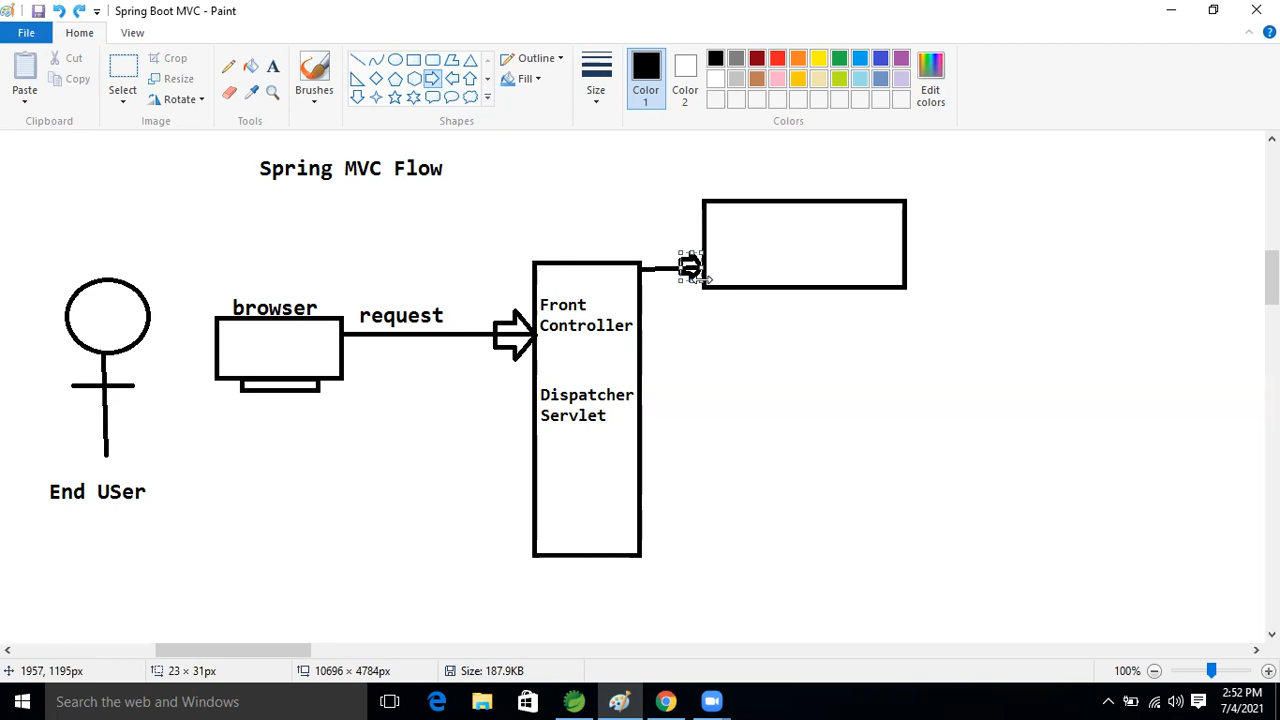 Spring Boot MVC - Paint
File
Home
View
Paste
Cut
Copy
Clipboard
Select
Crop
Resize
Rotate
Image
Tools
Brushes
Shapes
Outline
Fill
Size
Color
1
Color
2
Colors
Edit
colors
Spring MVC Flow
browser
request
Front
Controller
Dispatcher
Servlet
End USer
1957, 1195px
23 × 31px
10696 × 4784px
Size: 187.9KB
100%
Search the web and Windows
2:52 PM
7/4/2021